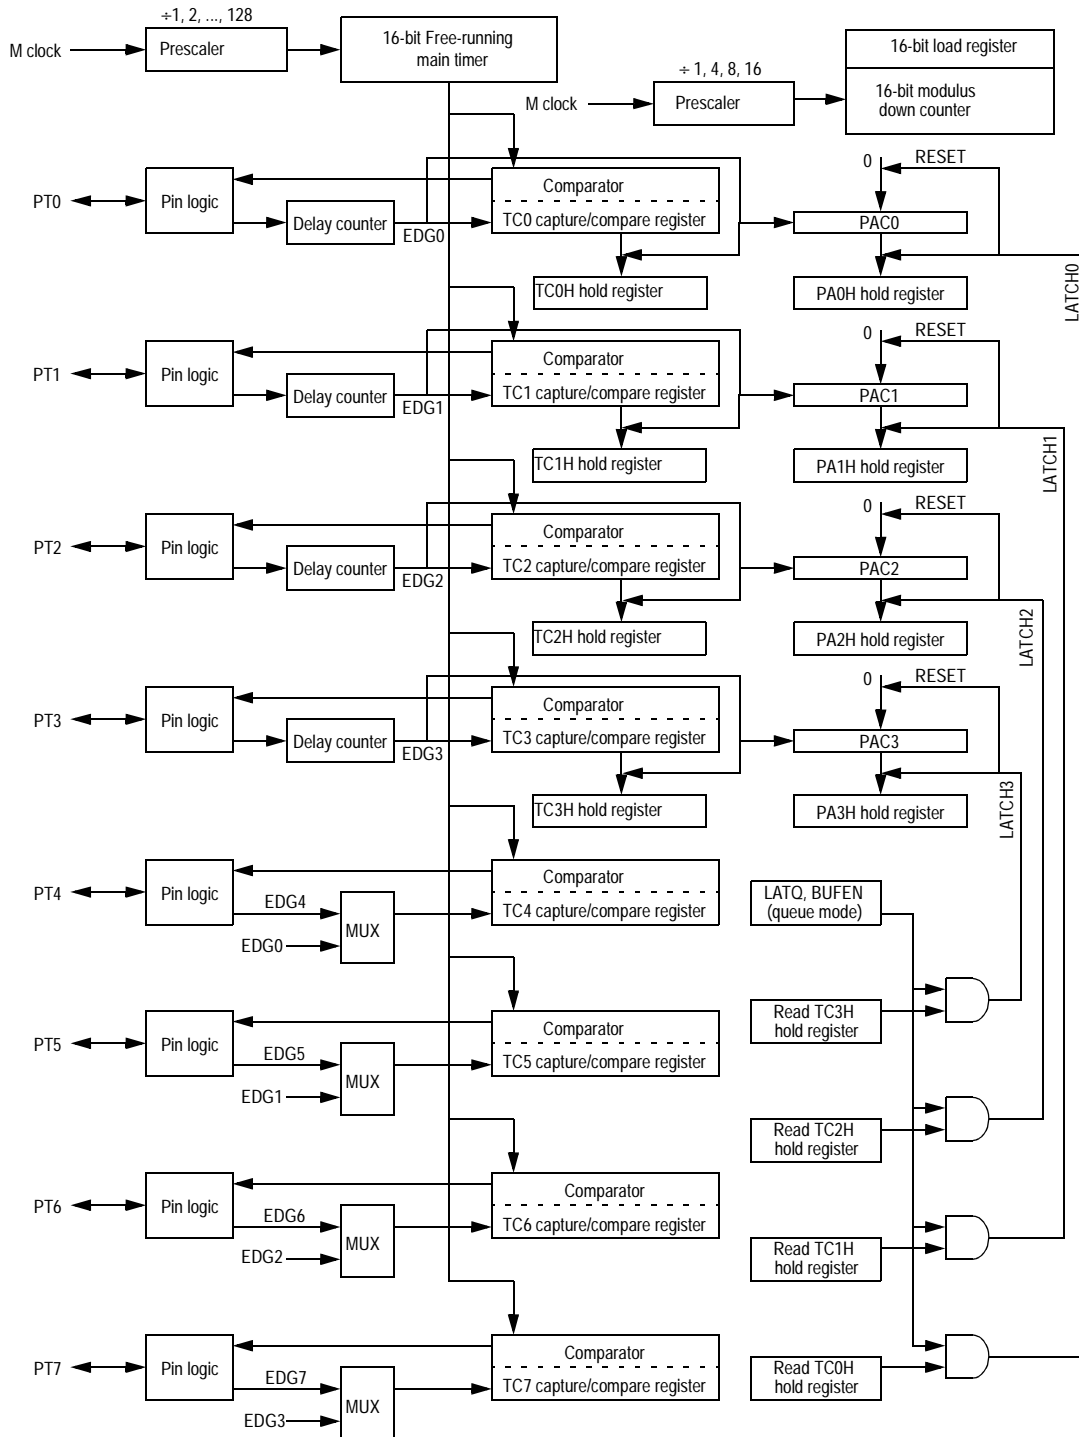 ÷1, 2, ..., 128
M clock
Prescaler
16-bit Free-running
main timer
÷ 1, 4, 8, 16
M clock
Prescaler
16-bit load register
16-bit modulus
down counter
PT0
Pin logic
Delay counter
EDG0
Comparator
TC0 capture/compare register
TC0H hold register
0
RESET
PAC0
PA0H hold register
LATCH0
PT1
Pin logic
Delay counter
EDG1
Comparator
TC1 capture/compare register
TC1H hold register
0
RESET
PAC1
PA1H hold register
LATCH1
PT2
Pin logic
Delay counter
EDG2
Comparator
TC2 capture/compare register
TC2H hold register
0
RESET
PAC2
PA2H hold register
LATCH2
PT3
Pin logic
Delay counter
EDG3
Comparator
TC3 capture/compare register
TC3H hold register
0
RESET
PAC3
PA3H hold register
LATCH3
PT4
Pin logic
EDG4
EDG0
MUX
Comparator
TC4 capture/compare register
LATQ, BUFEN
(queue mode)
PT5
Pin logic
EDG5
EDG1
MUX
Comparator
TC5 capture/compare register
Read TC3H
hold register
Read TC2H
hold register
PT6
Pin logic
EDG6
EDG2
MUX
Comparator
TC6 capture/compare register
Read TC1H
hold register
PT7
Pin logic
EDG7
EDG3
MUX
Comparator
TC7 capture/compare register
Read TC0H
hold register